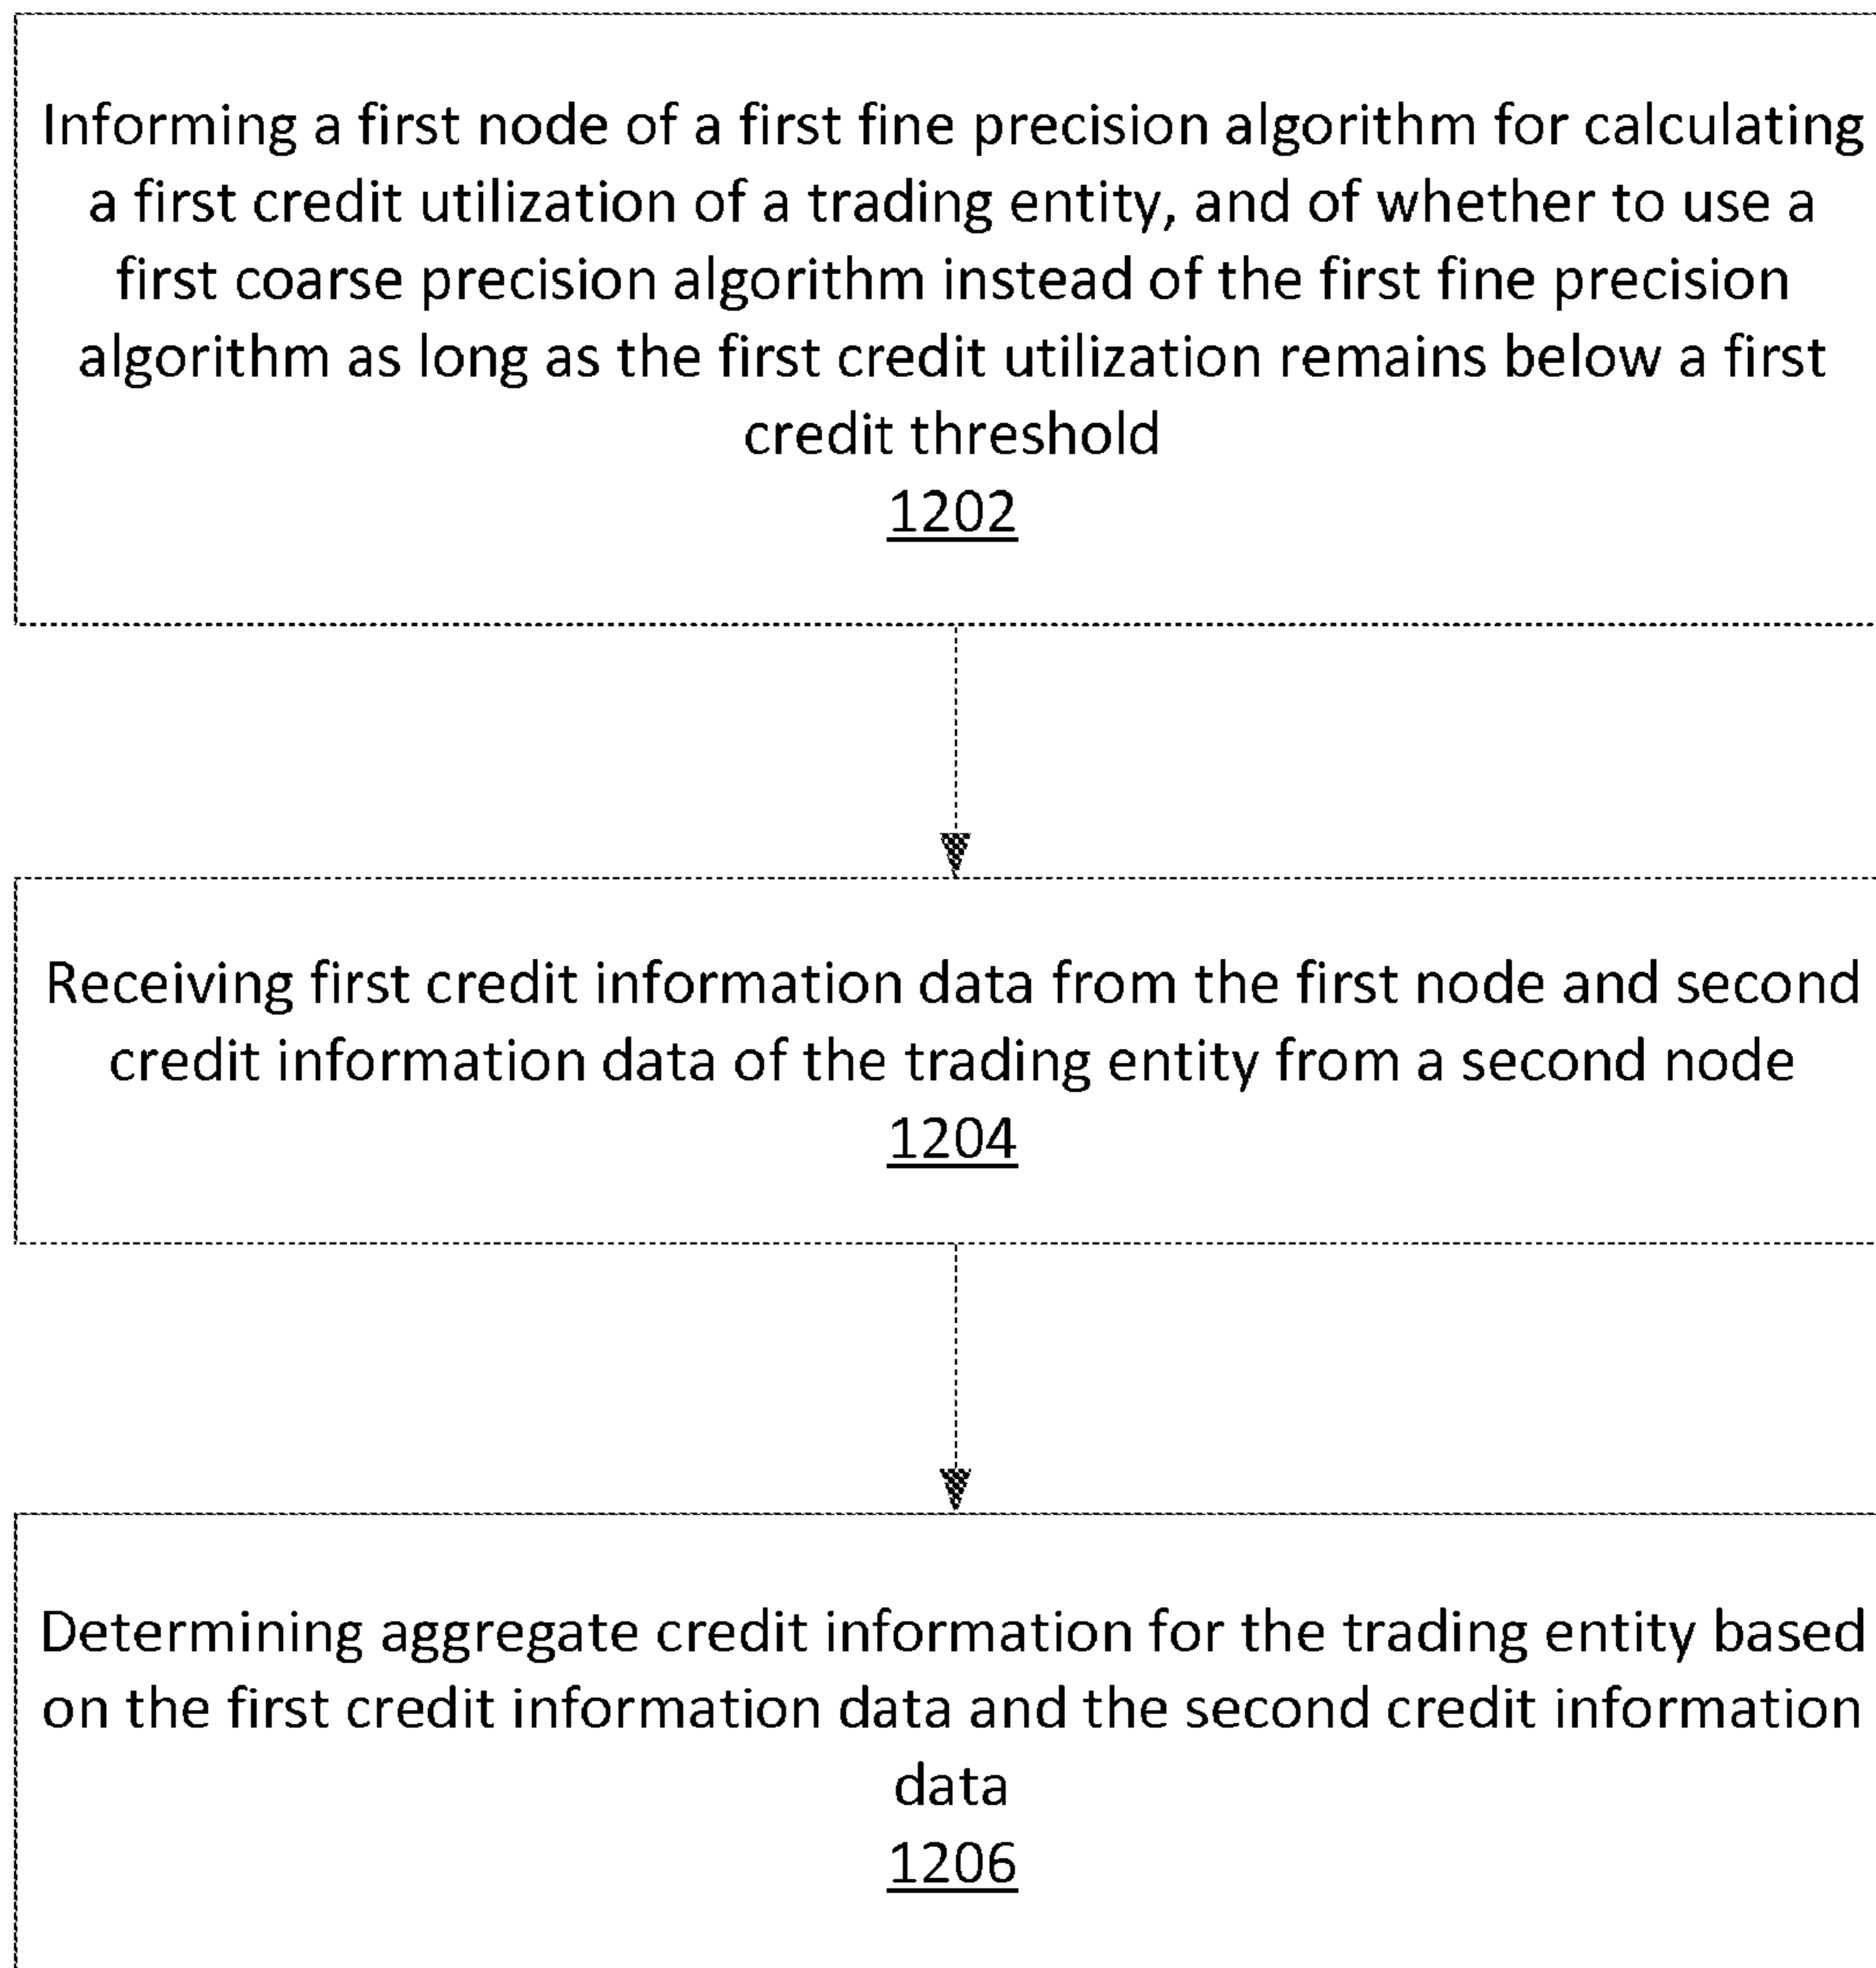 Informing a first node of a first fine precision algorithm for calculating
a first credit utilization of a trading entity, and of whether to use a
first coarse precision algorithm instead of the first fine precision
algorithm as long as the first credit utilization remains below a first
credit threshold
1202
Receiving first credit information data from the first node and second
credit information data of the trading entity from a second node
1204
Determining aggregate credit information for the trading entity based
on the first credit information data and the second credit information
data
1206